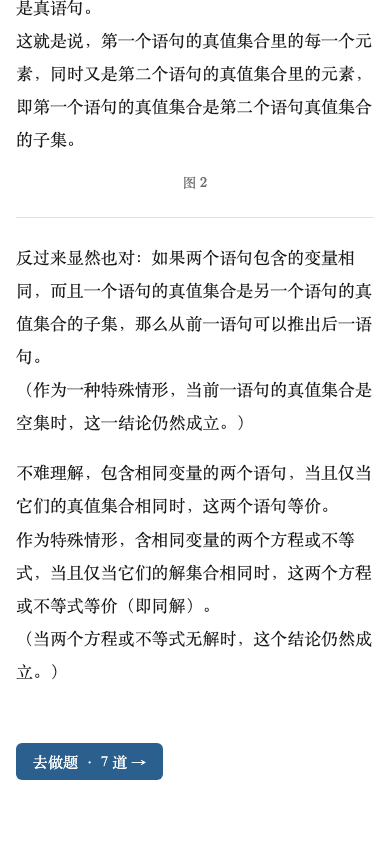 是真语句。
这就是说，第一个语句的真值集合里的每一个元
素，同时又是第二个语句的真值集合里的元素，
即第一个语句的真值集合是第二个语句真值集合
的子集。
图 2
反过来显然也对：如果两个语句包含的变量相
同，而且一个语句的真值集合是另一个语句的真
值集合的子集，那么从前一语句可以推出后一语
句。
（作为一种特殊情形，当前一语句的真值集合是
空集时，这一结论仍然成立。）
不难理解，包含相同变量的两个语句，当且仅当
它们的真值集合相同时，这两个语句等价。
作为特殊情形，含相同变量的两个方程或不等
式，当且仅当它们的解集合相同时，这两个方程
或不等式等价（即同解）。
（当两个方程或不等式无解时，这个结论仍然成
立。）
去做题 · 7 道 →